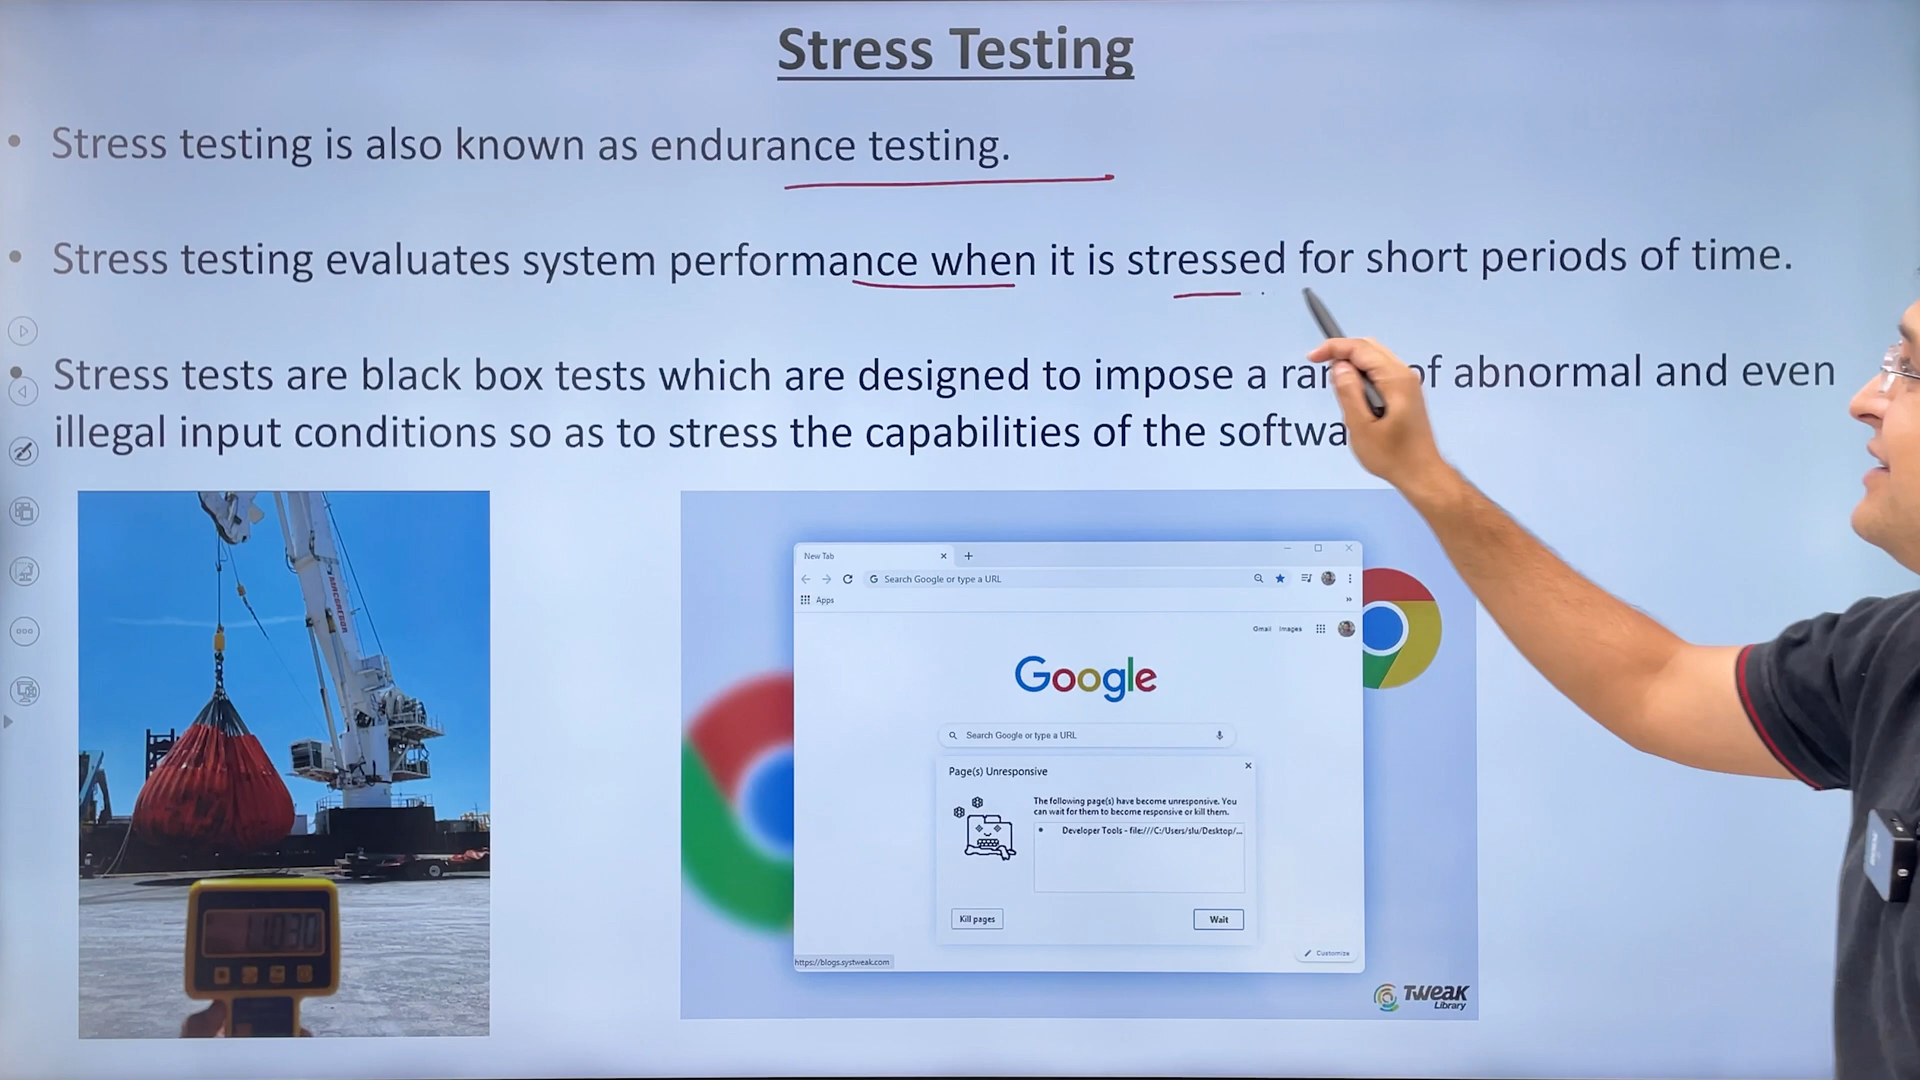 Stress Testing
• Stress testing is also known as endurance testing.
• Stress testing evaluates system performance when it is stressed for short periods of time.
• Stress tests are black box tests which are designed to impose a of abnormal and even
illegal input conditions so as to stress the capabilities of the
MACGREGOR
11030
New Tab
Search Google or type a URL
Apps
Gmail Images
Google
Search Google or type a URL
Page(s) Unresponsive
The following page(s) have become unresponsive. You
can wait for them to become responsive or kill them.
• Developer Tools - file:///C:/Users/slu/Desktop/...
Kill pages
Wait
Customize
https://blogs.systweak.com
TWEAK
Library